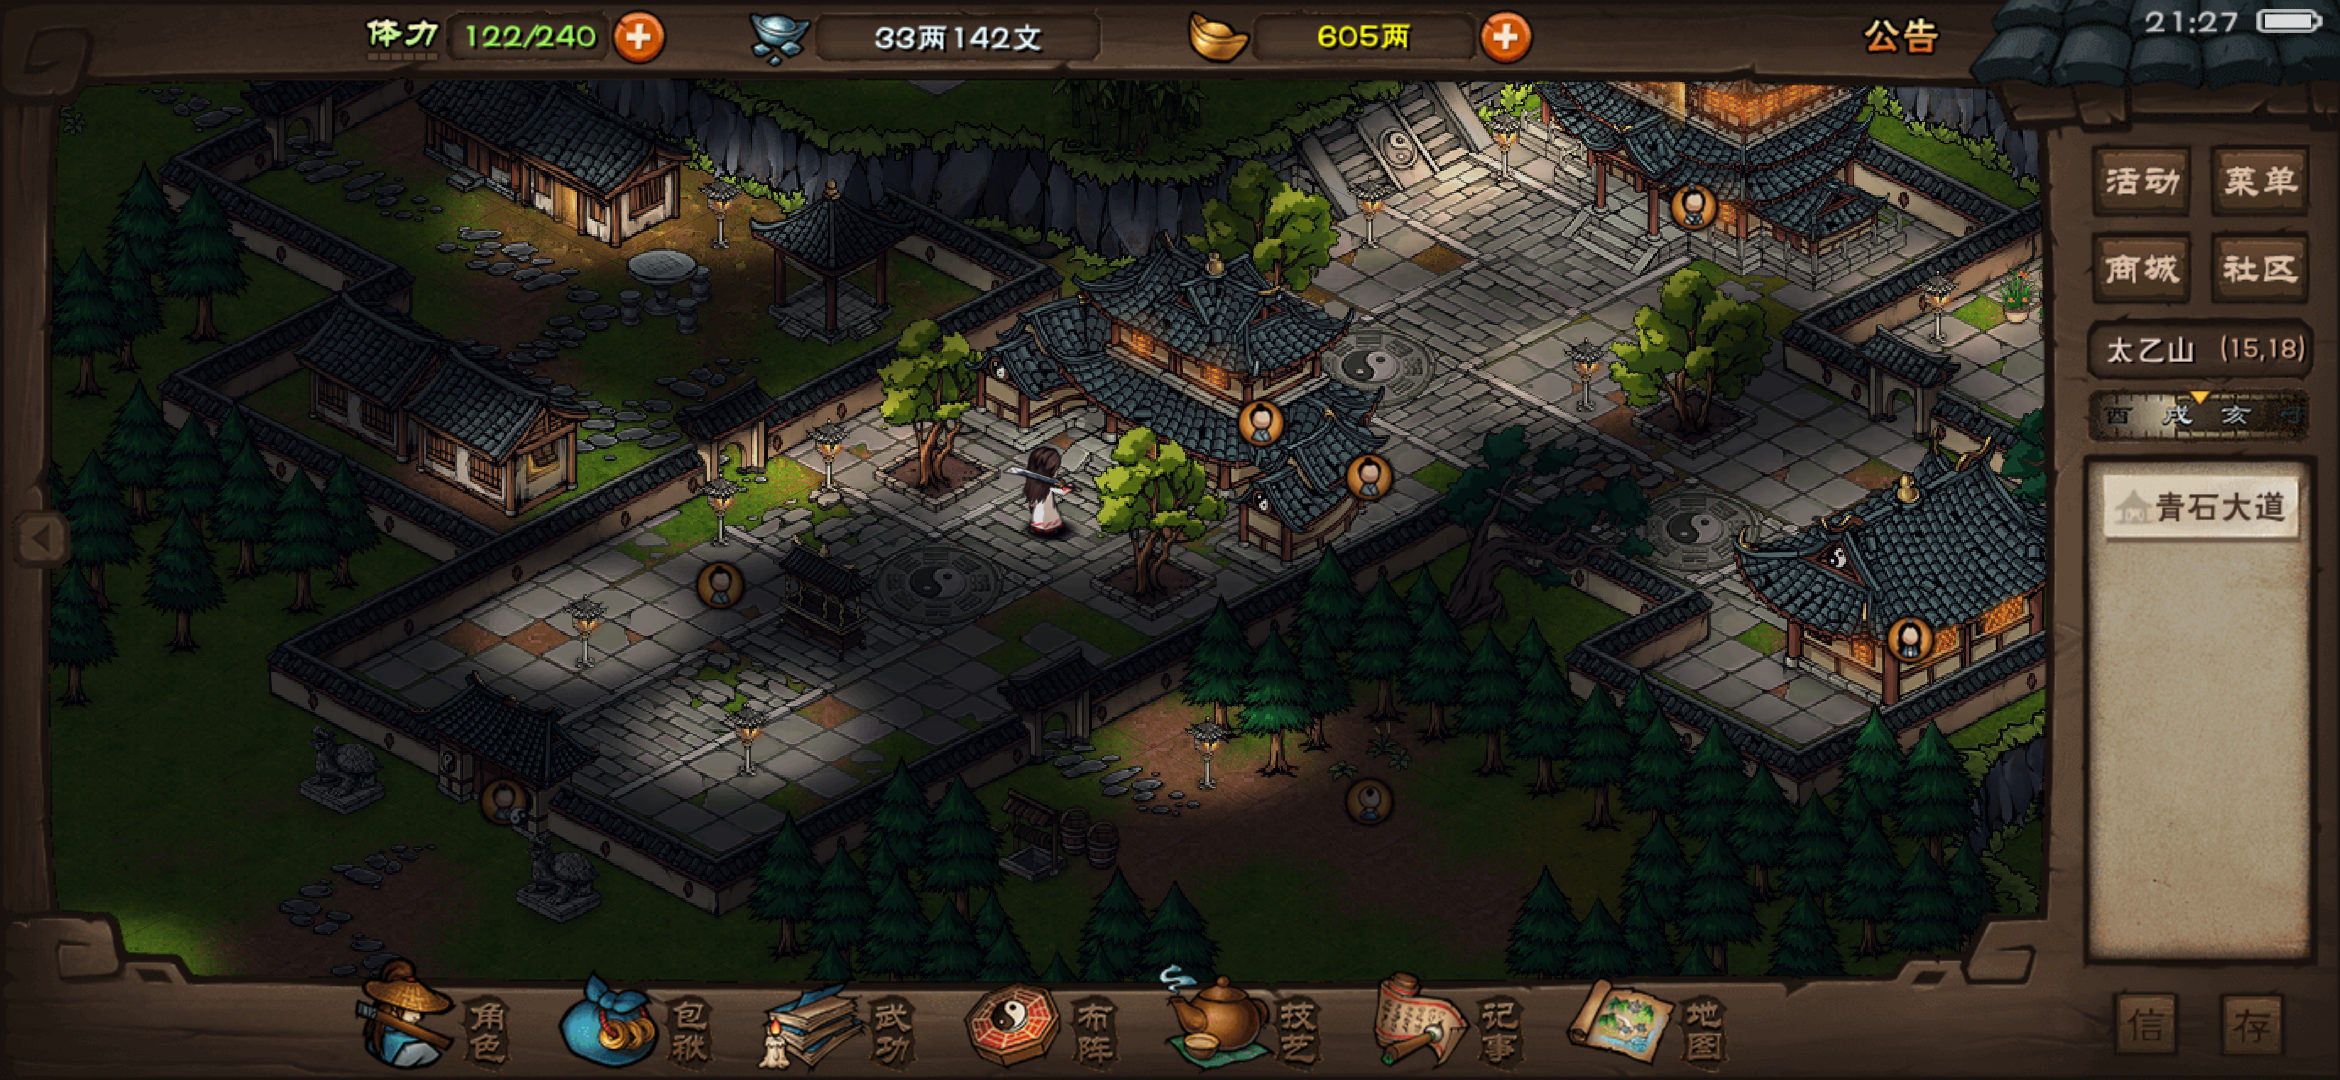 体力 122/240 33两142文 605两 公告 21:27
活动 菜单
商城 社区
太乙山 (15,18)
酉 戌 亥
青石大道
角色 包袱 武功 布阵 技艺 记事 地图
信 存